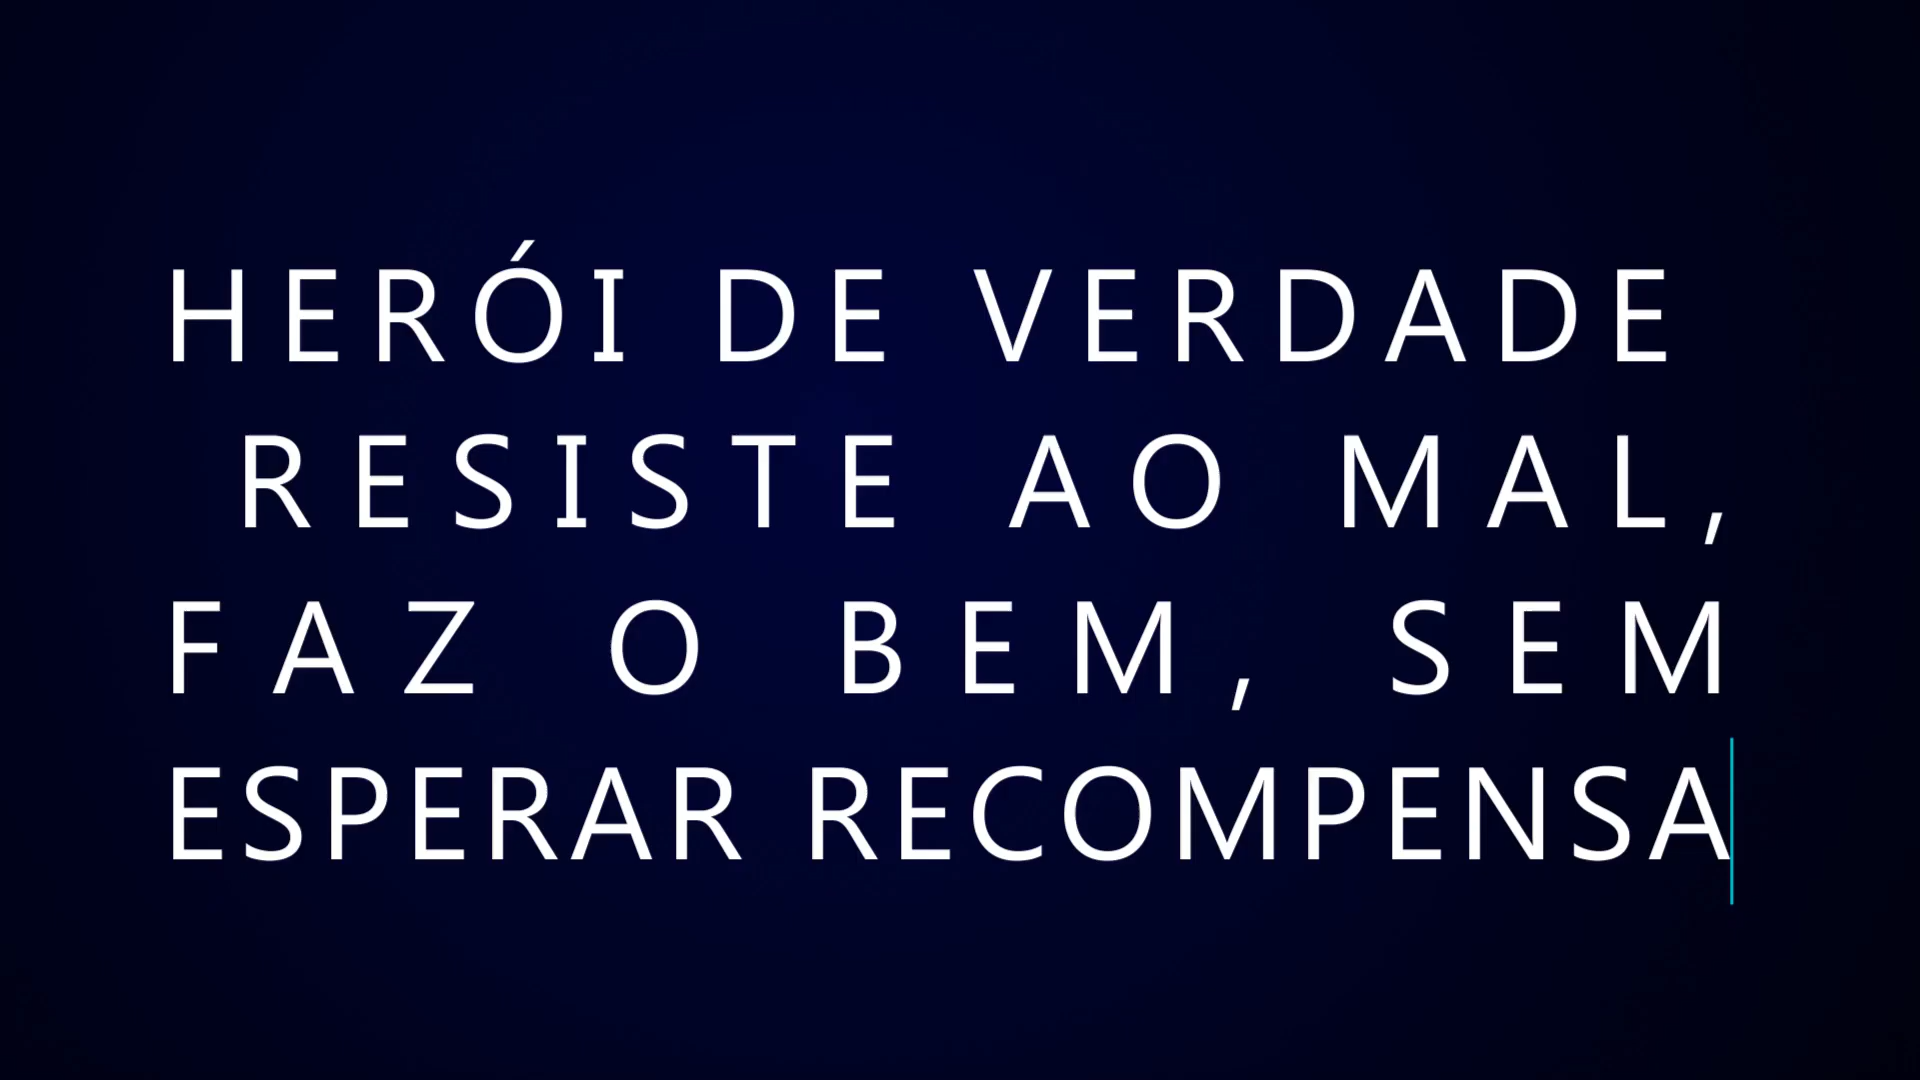 HERÓI DE VERDADE
RESISTE AO MAL,
FAZ O BEM, SEM
ESPERAR RECOMPENSA